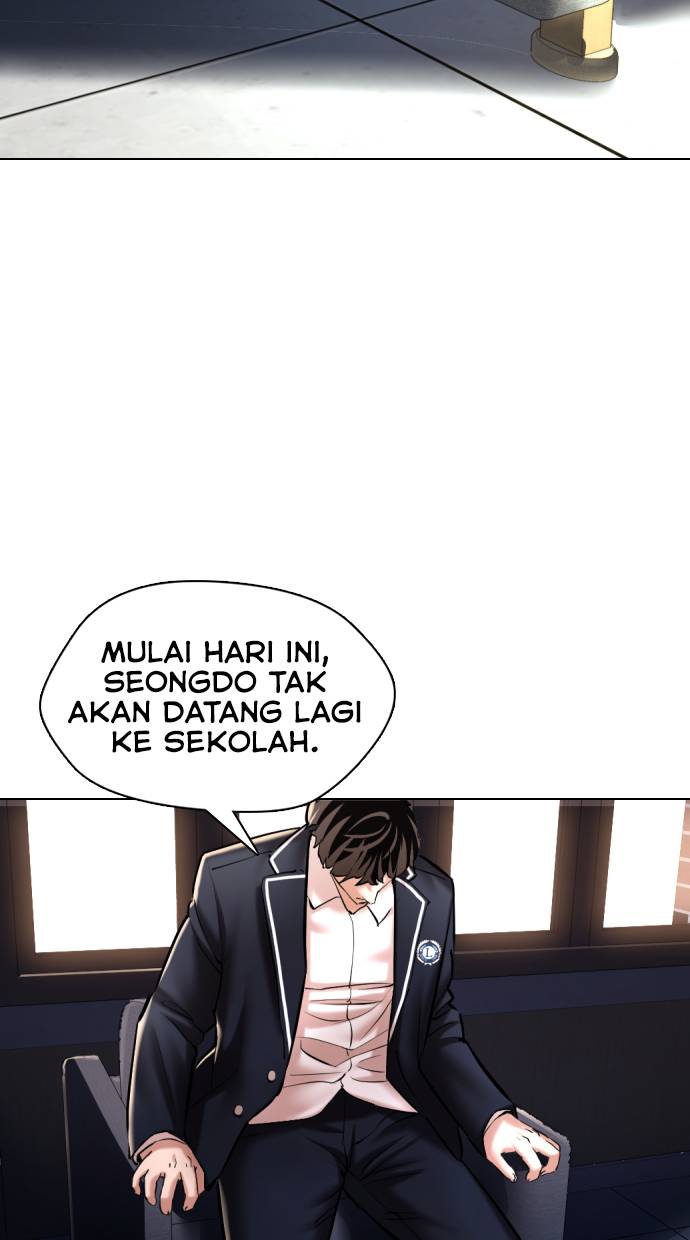 MULAI HARI INI,
SEONGDO TAK
AKAN DATANG LAGI
KE SEKOLAH.
L